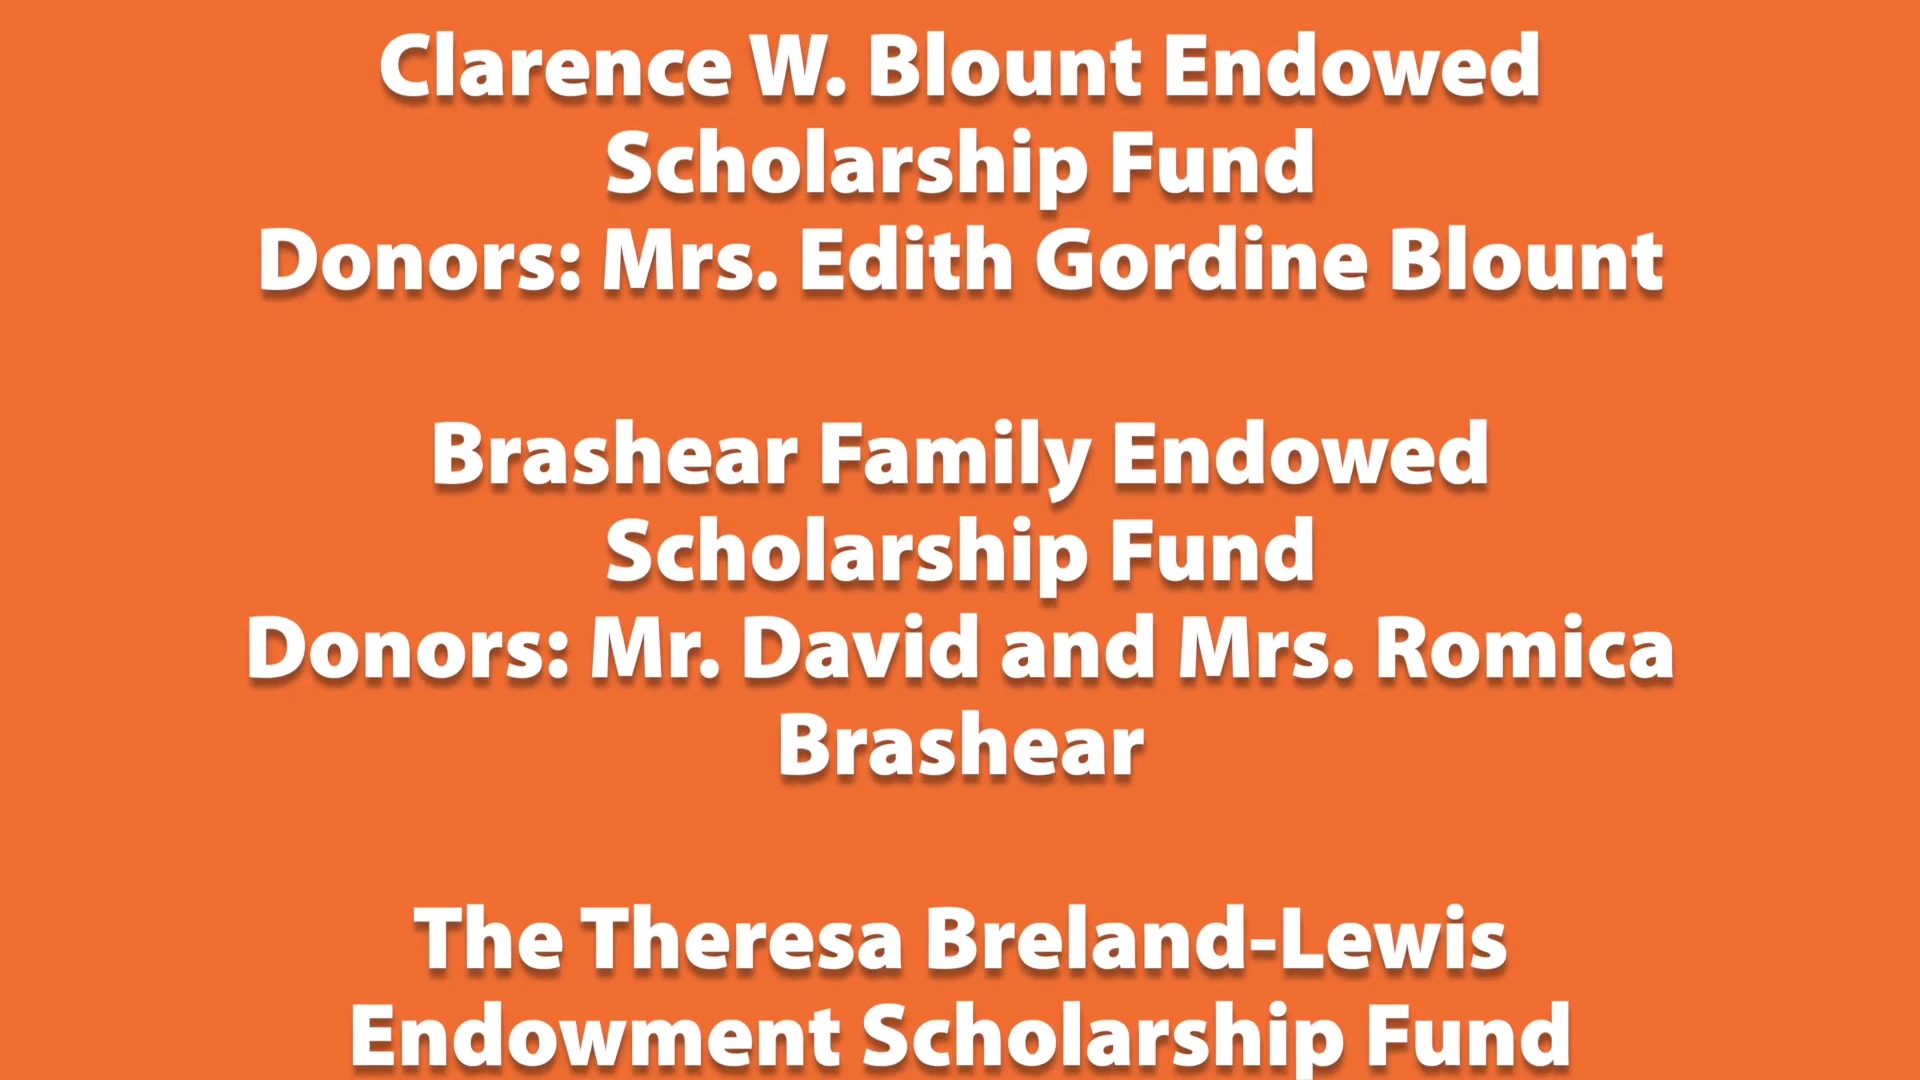 Clarence W. Blount Endowed
Scholarship Fund
Donors: Mrs. Edith Gordine Blount
Brashear Family Endowed
Scholarship Fund
Donors: Mr. David and Mrs. Romica
Brashear
The Theresa Breland-Lewis
Endowment Scholarship Fund